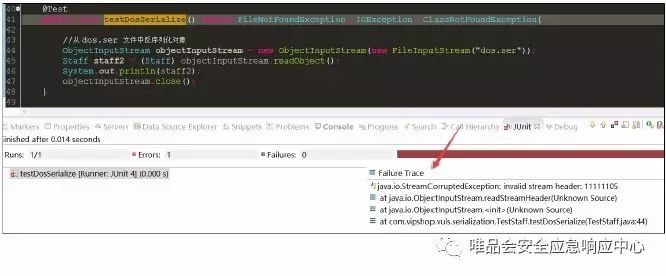 40 @Test
41 public void testDosSerialize() throws FileNotFoundException, IOException, ClassNotFoundException{
42
43 //从dos.ser 文件中反序列化对象
44 ObjectInputStream objectInputStream = new ObjectInputStream(new FileInputStream("dos.ser"));
45 Staff staff2 = (Staff) objectInputStream.readObject();
46 System.out.println(staff2);
47 objectInputStream.close();
48 }
49
Markers Properties Servers Data Source Explorer Snippets Problems Console Progress Search Call Hierarchy JUnit Debug
inished after 0.014 seconds
Runs: 1/1 Errors: 1 Failures: 0
testDosSerialize [Runner: JUnit 4] (0.000 s)
Failure Trace
java.io.StreamCorruptedException: invalid stream header: 11111105
at java.io.ObjectInputStream.readStreamHeader(Unknown Source)
at java.io.ObjectInputStream.<init>(Unknown Source)
at com.vipshop.vuls.serialization.TestStaff.testDosSerialize(TestStaff.java:44)
唯品会安全应急响应中心